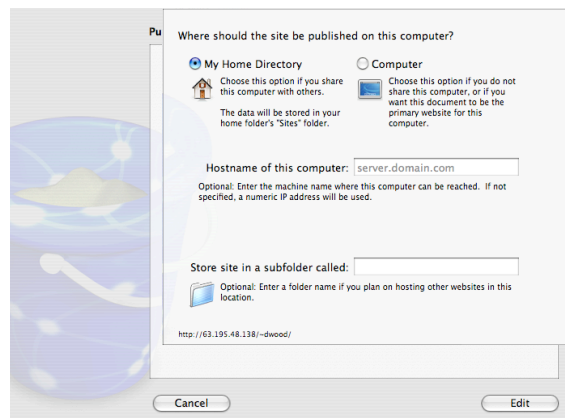 Pu
Where should the site be published on this computer?
My Home Directory
Choose this option if you share
this computer with others.
The data will be stored in your
home folder's "Sites" folder.
Computer
Choose this option if you do not
share this computer, or if you
want this document to be the
primary website for this
computer.
Hostname of this computer: server.domain.com
Optional: Enter the machine name where this computer can be reached. If not
specified, a numeric IP address will be used.
Store site in a subfolder called:
Optional: Enter a folder name if you plan on hosting other websites in this
location.
http://63.195.48.138/~dwood/
Cancel
Edit